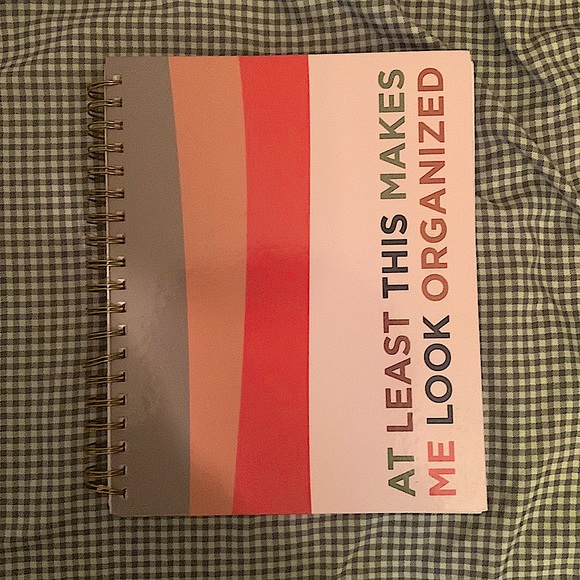 AT LEAST THIS MAKES
ME LOOK ORGANIZED